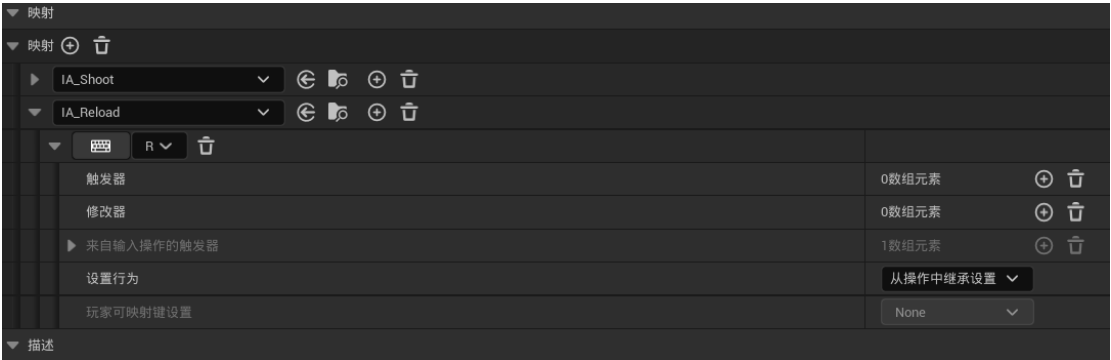 映射
映射
IA_Shoot
IA_Reload
R
触发器 0数组元素
修改器 0数组元素
来自输入操作的触发器 1数组元素
设置行为 从操作中继承设置
玩家可映射键设置 None
描述